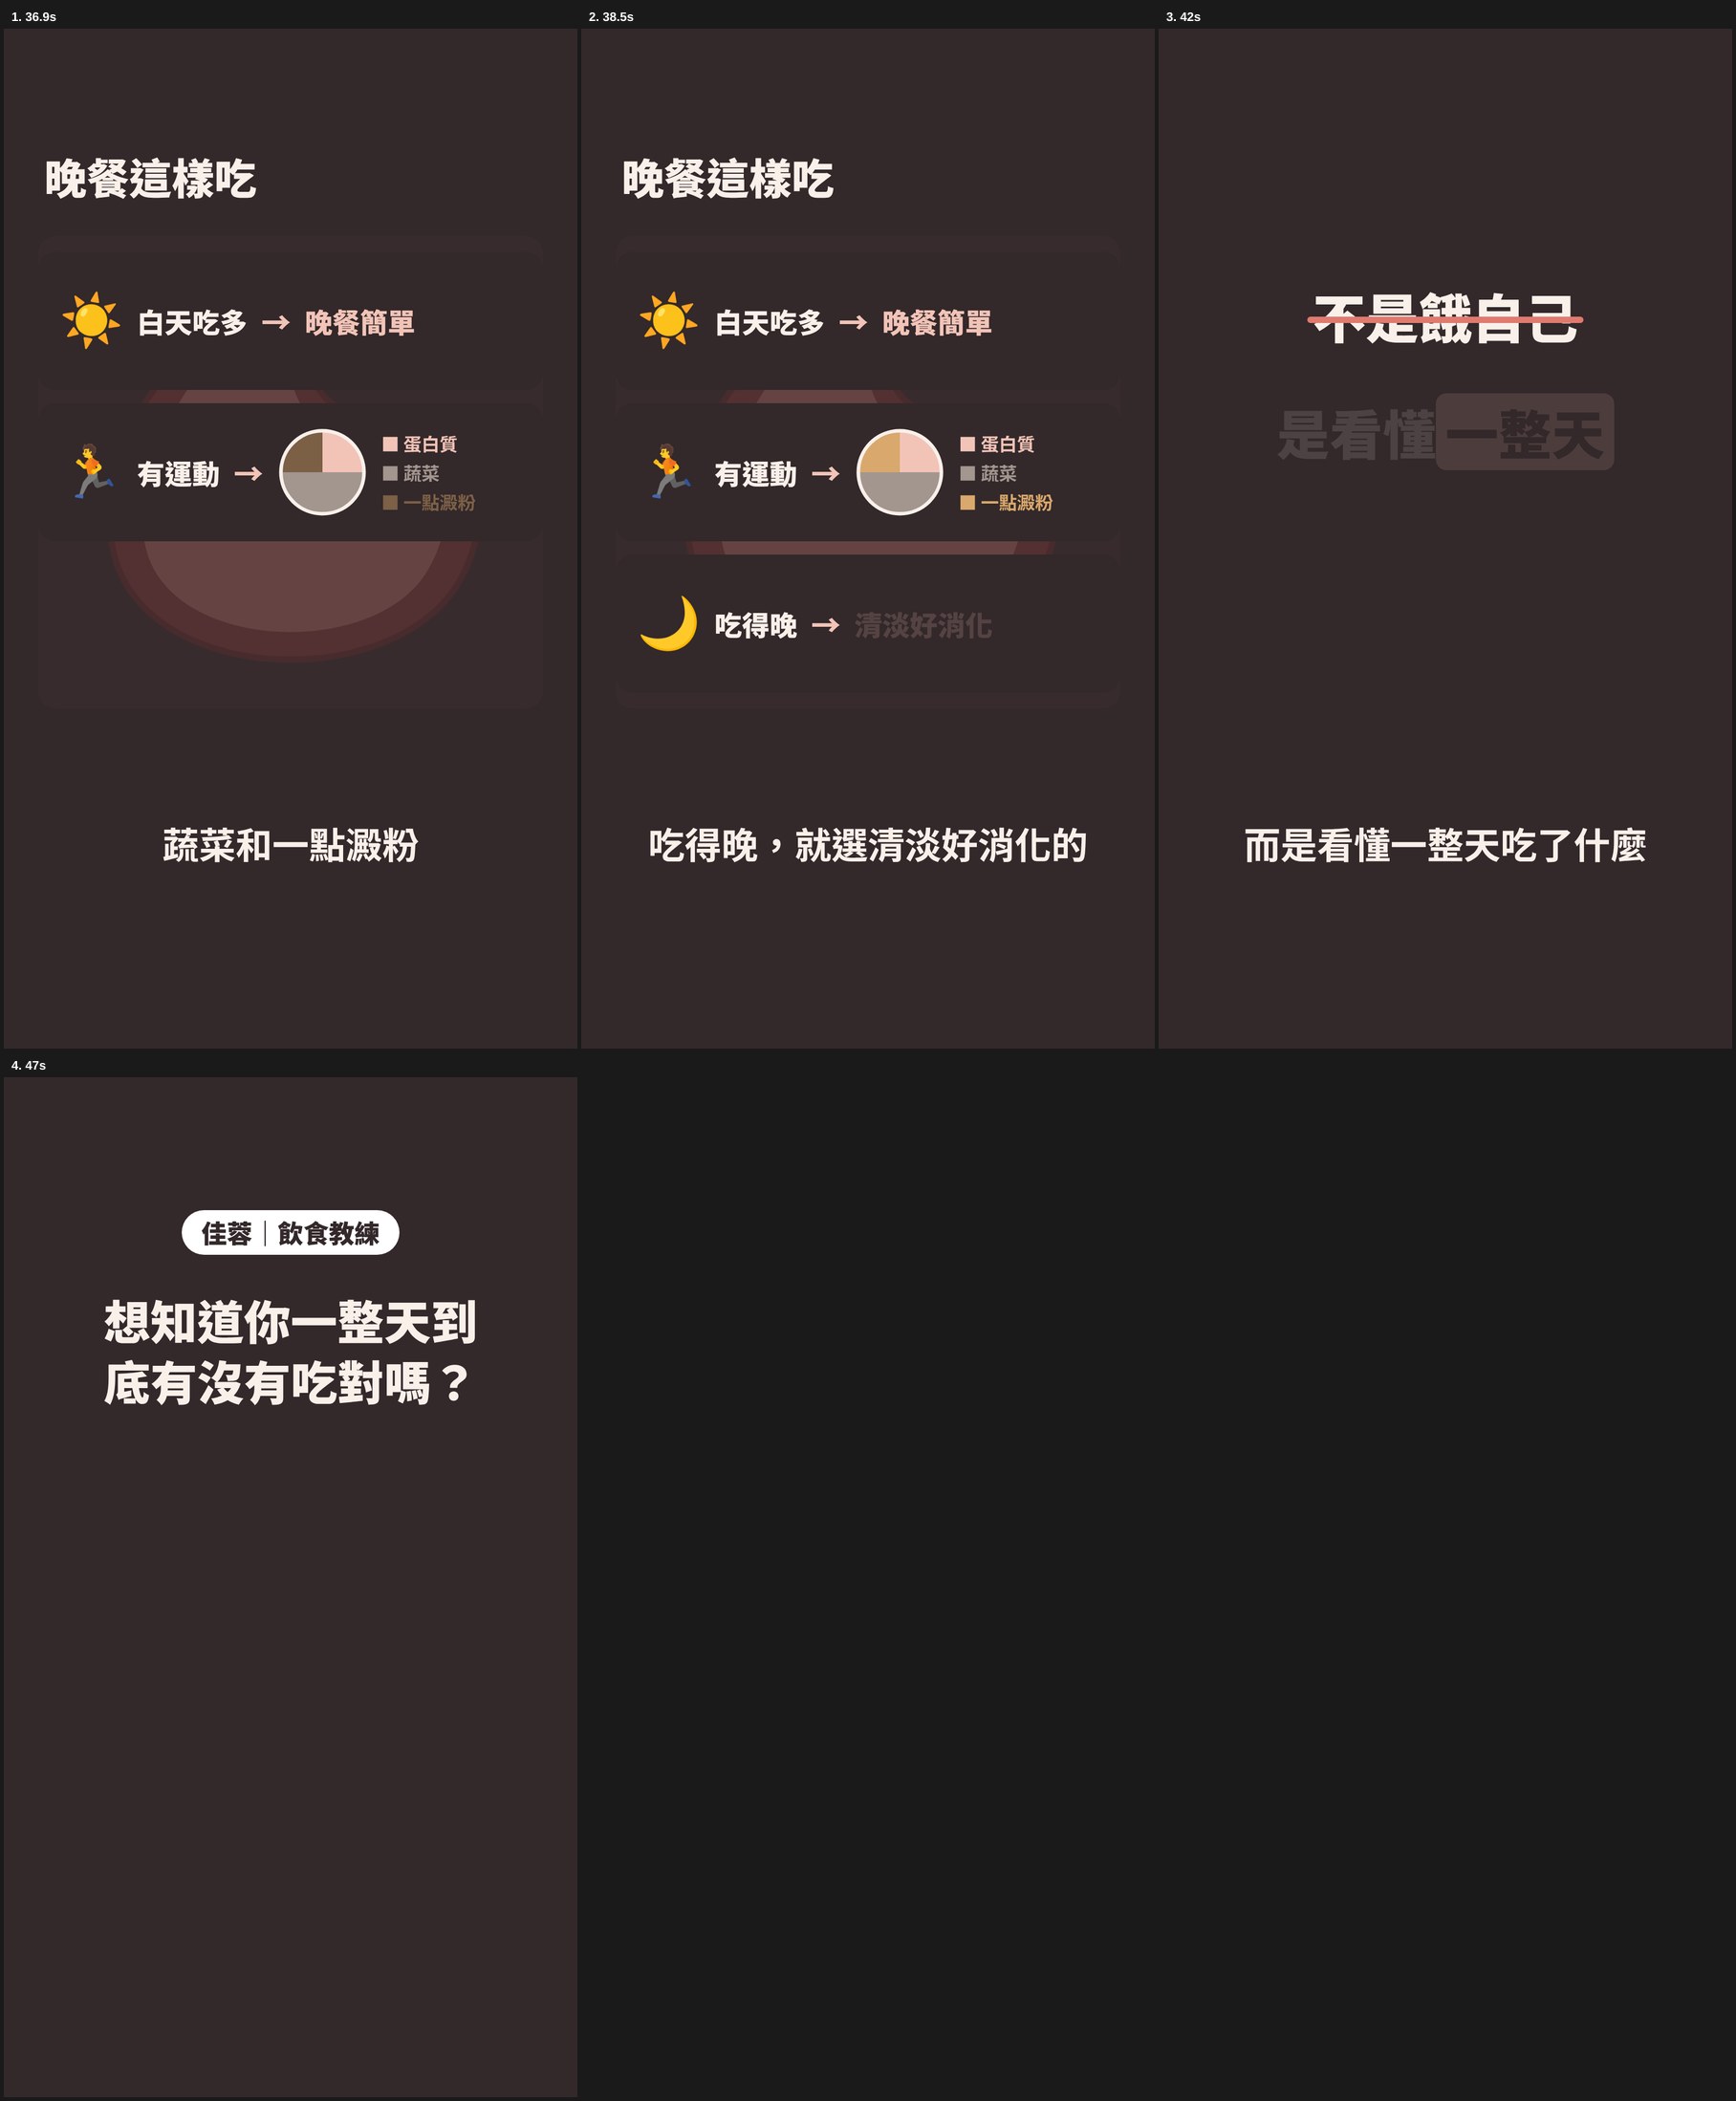 1. 36.9s
晚餐這樣吃
白天吃多 → 晚餐簡單
有運動 →
蛋白質
蔬菜
一點澱粉
蔬菜和一點澱粉
2. 38.5s
晚餐這樣吃
白天吃多 → 晚餐簡單
有運動 →
蛋白質
蔬菜
一點澱粉
吃得晚 → 清淡好消化
吃得晚，就選清淡好消化的
3. 42s
不是餓自己
是看懂一整天
而是看懂一整天吃了什麼
4. 47s
佳蓉｜飲食教練
想知道你一整天到
底有沒有吃對嗎？